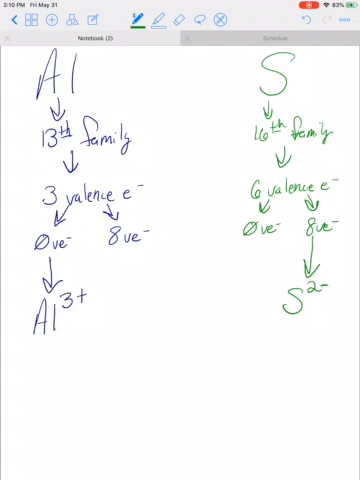 3:10 PM Fri May 31
83%
Notebook (2)
Schedule
Al
13th family
3 valence e-
0ve-
8ve-
Al3+
S
16th family
6 valence e-
0ve-
8ve-
S2-